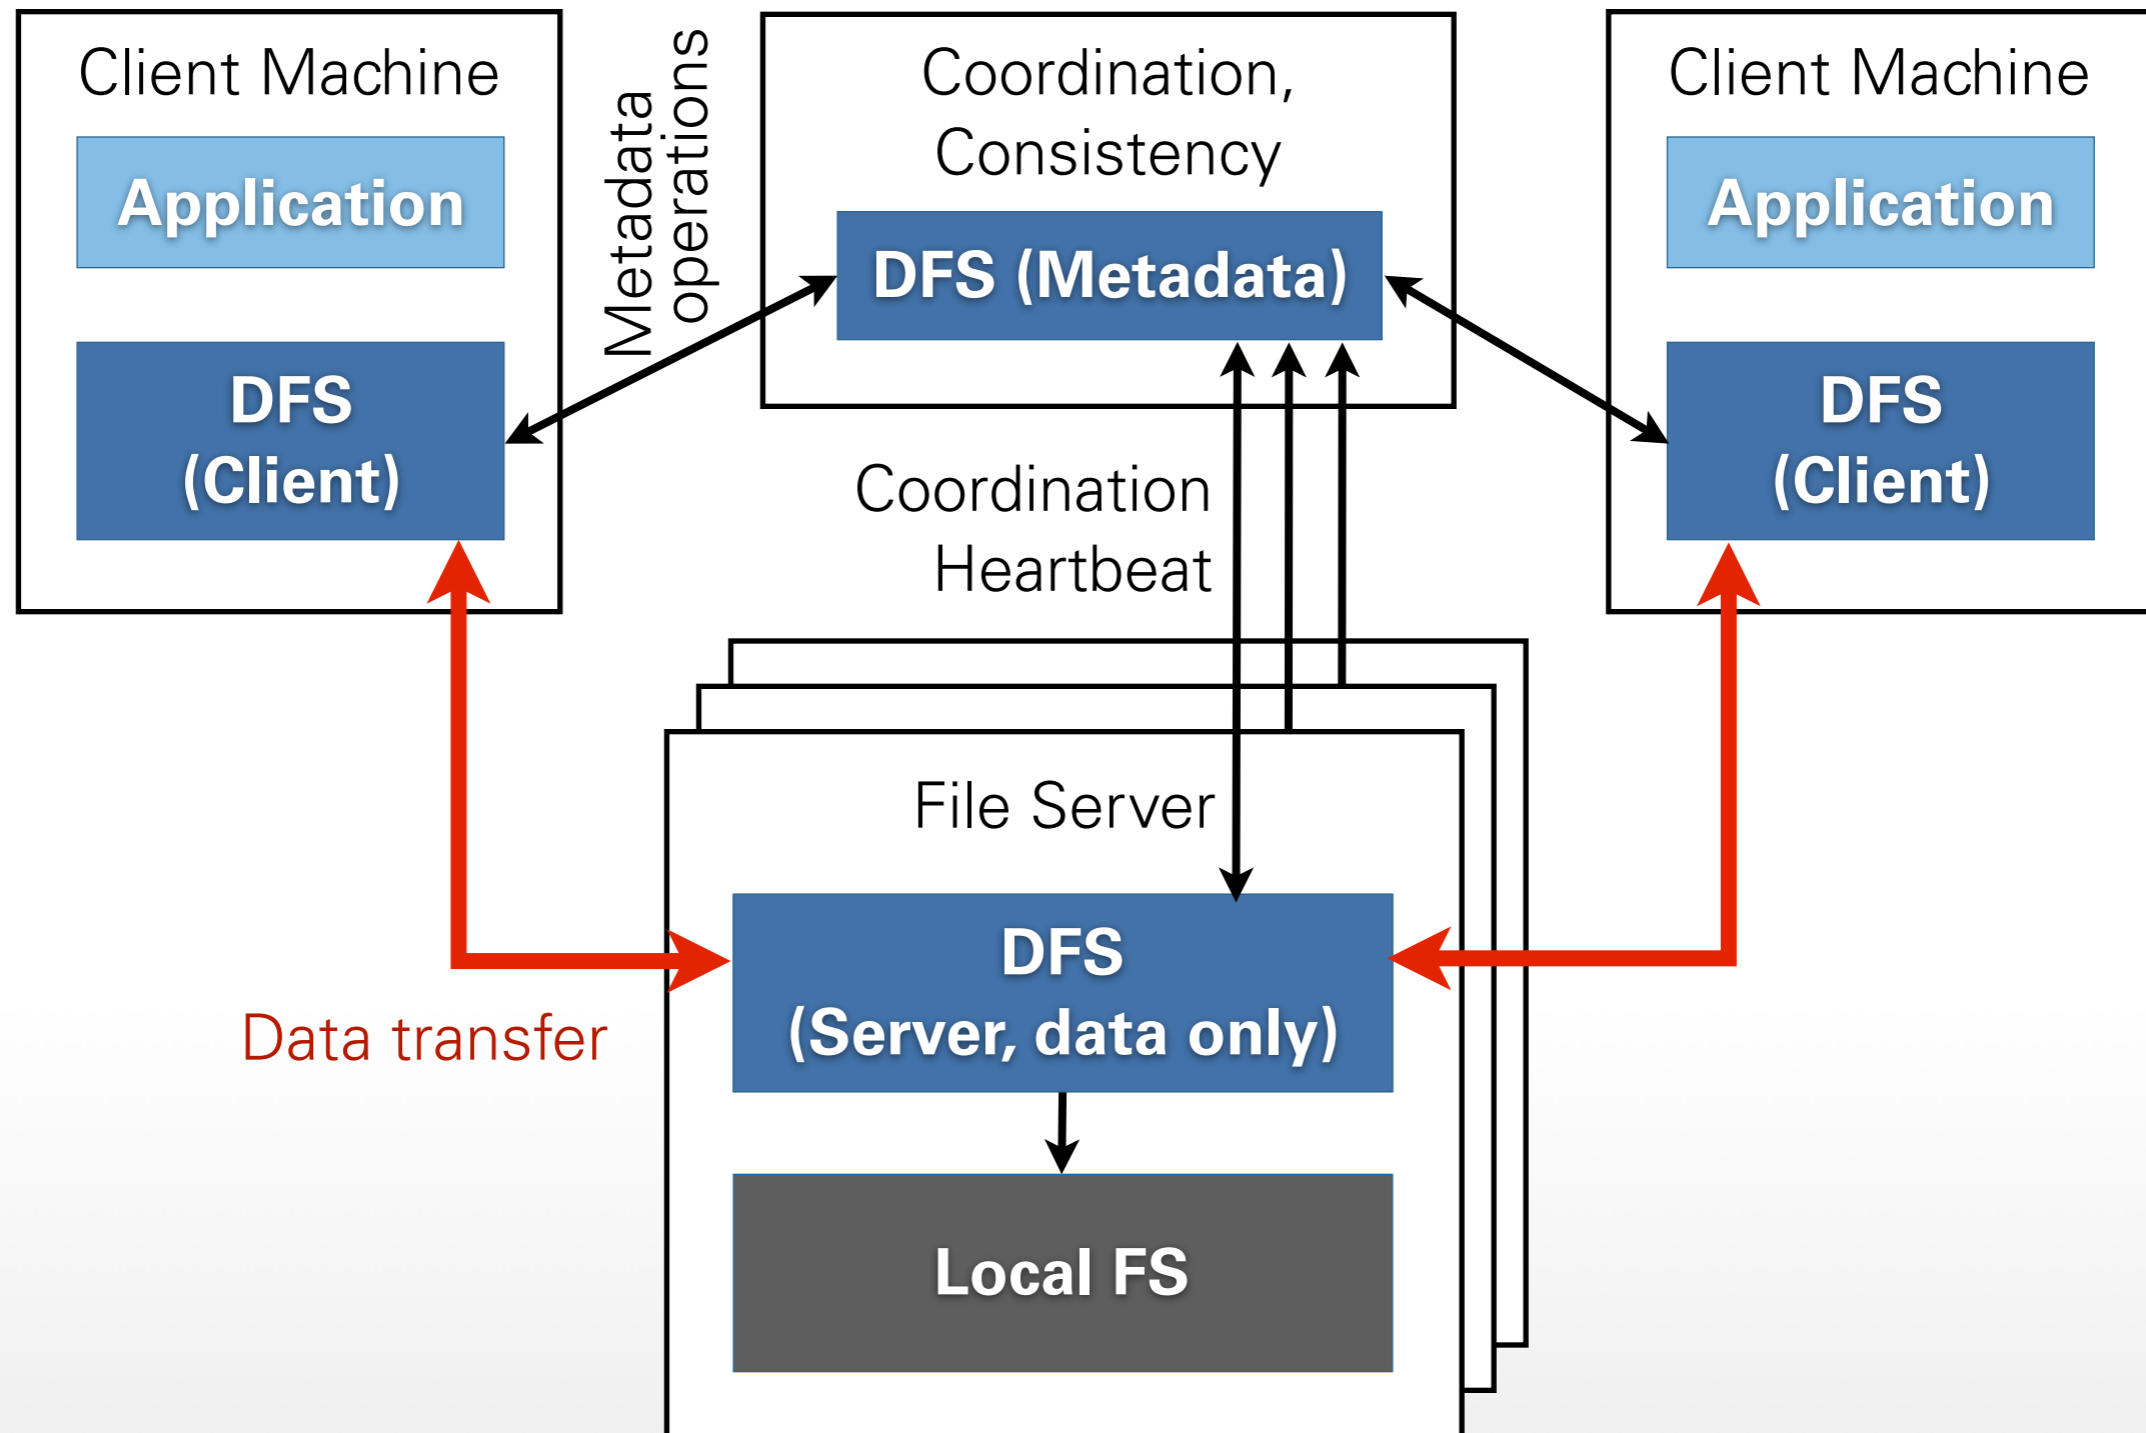 Client Machine
Application
DFS
(Client)
Metadata
operations
Coordination,
Consistency
DFS (Metadata)
Client Machine
Application
DFS
(Client)
Coordination
Heartbeat
File Server
DFS
(Server, data only)
Data transfer
Local FS